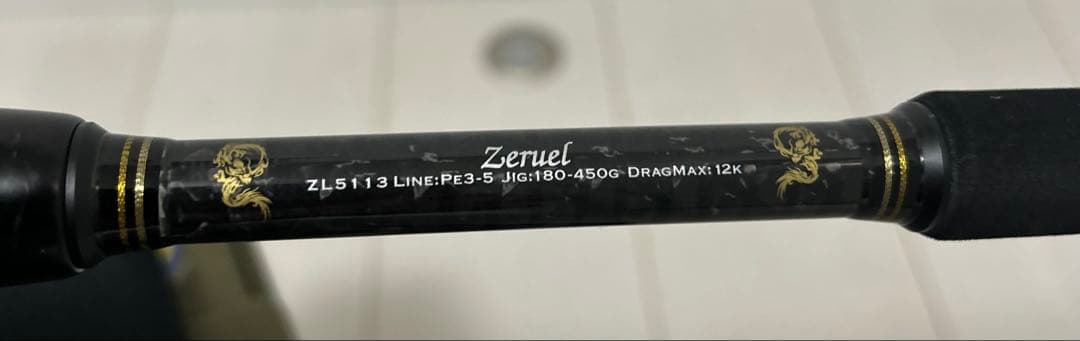 Zeruel
ZL5113 LINE:PE3-5 JIG:180-450G DRAGMAX:12K